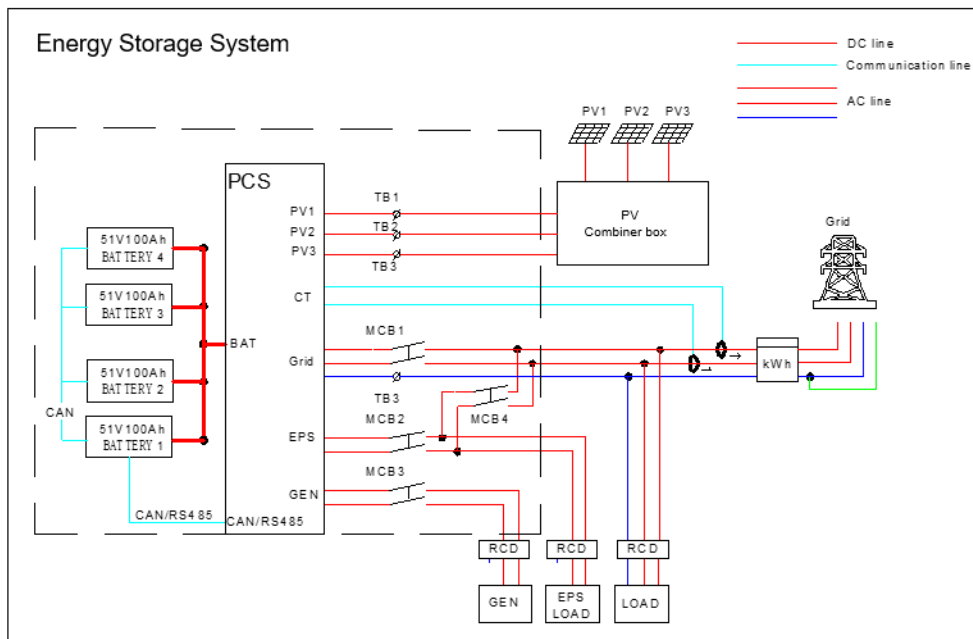 Energy Storage System
DC line
Communication line
AC line
PV1 PV2 PV3
PCS
PV1
PV2
PV3
TB1
TB2
TB3
PV
Combiner box
Grid
51V100Ah
BATTERY 4
51V100Ah
BATTERY 3
51V100Ah
BATTERY 2
51V100Ah
BATTERY 1
CAN
BAT
CT
Grid
MCB1
kWh
TB3
MCB2
MCB4
EPS
MCB3
GEN
CAN/RS485
CAN/RS485
RCD
RCD
RCD
GEN
EPS
LOAD
LOAD